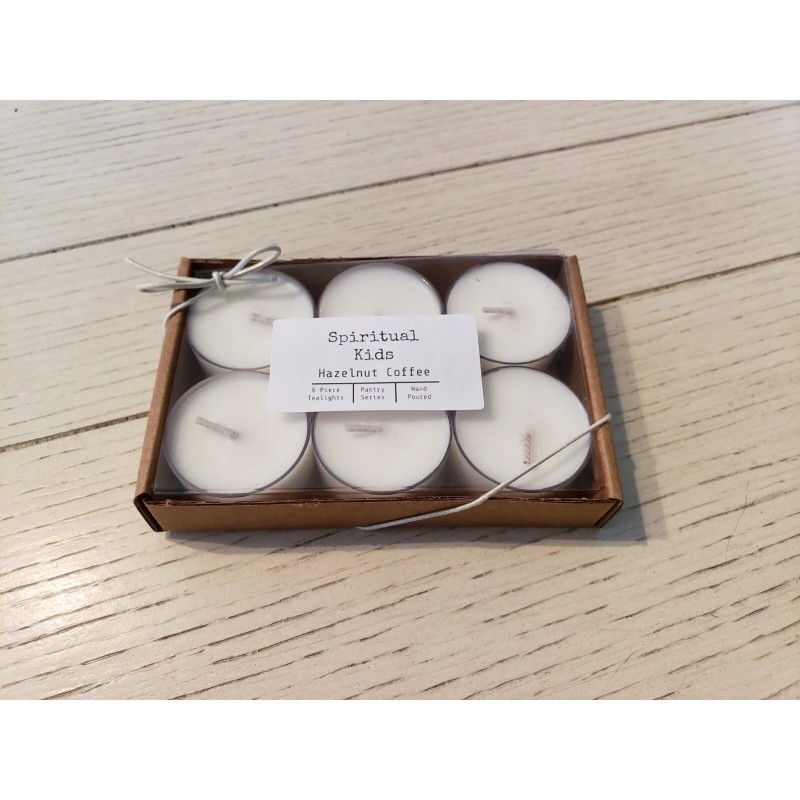 Spiritual
Kids
Hazelnut Coffee
6 Piece Pantry Hand
Tealights Series Poured